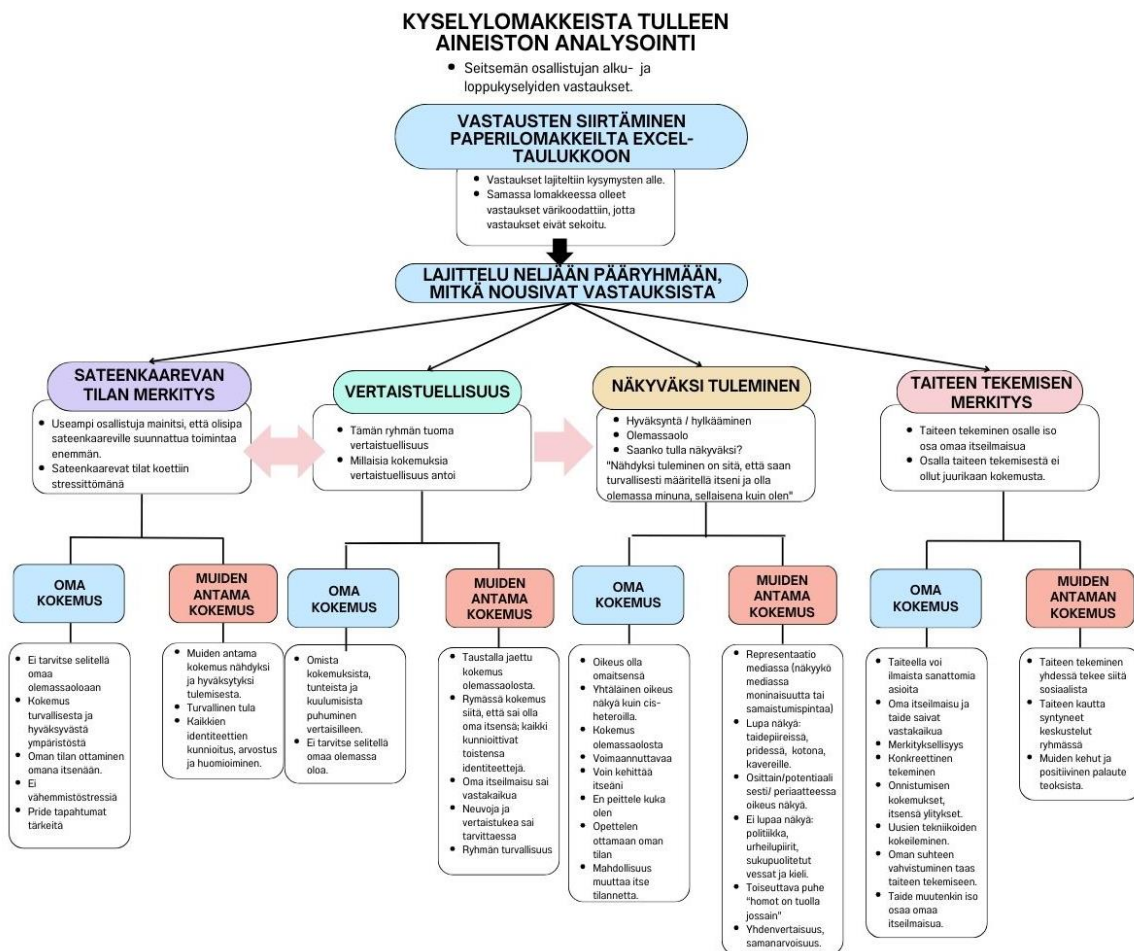 KYSELYLOMAKKEISTA TULLEEN
AINEISTON ANALYSOINTI
• Seitsemän osallistujan alku- ja
loppukyselyiden vastaukset.
VASTAUSTEN SIIRTÄMINEN
PAPERILOMAKKEILTA EXCEL-
TAULUKKOON
• Vastaukset lajiteltiin kysymysten alle.
• Samassa lomakkeessa olleet
vastaukset värikoodattiin, jotta
vastaukset eivät sekoitu.
LAJITTELU NELJÄÄN PÄÄRYHMÄÄN,
MITKÄ NOUSIVAT VASTAUKSISTA
SATEENKAAREVAN
TILAN MERKITYS
• Useampi osallistuja mainitsi, että olisipa
sateenkaareville suunnattua toimintaa
enemmän.
• Sateenkaarevat tilat koettiin
stressittömänä
VERTAISTUELLISUUS
• Tämän ryhmän tuoma
vertaistuellisuus
• Millaisia kokemuksia
vertaistuellisuus antoi
NÄKYVÄKSI TULEMINEN
• Hyväksyntä / hylkääminen
• Olemassaolo
• Saanko tulla näkyväksi?
"Nähdyksi tuleminen on sitä, että saan
turvallisesti määritellä itseni ja olla
olemassa minuna, sellaisena kuin olen"
TAITEEN TEKEMISEN
MERKITYS
• Taiteen tekeminen osalle iso
osa omaa itseilmaisua
• Osalla taiteen tekemisestä ei
ollut juurikaan kokemusta.
OMA
KOKEMUS
• Ei tarvitse selitellä
omaa
olemassaoloaan
• Kokemus
turvallisesta ja
hyväksyvästä
ympäristöstä
• Oman tilan ottaminen
omana itsenään.
• Ei
vähemmistöstressiä
• Pride tapahtumat
tärkeitä
MUIDEN
ANTAMA
KOKEMUS
• Muiden antama
kokemus nähdyksi
ja hyväksytyksi
tulemisesta.
• Turvallinen tula
• Kaikkien
identiteettien
kunnioitus, arvostus
ja huomioiminen.
OMA
KOKEMUS
• Omista
kokemuksista,
tunteista ja
kuulumisista
puhuminen
vertaisilleen.
• Ei tarvitse selitellä
omaa olemassa
oloa.
MUIDEN
ANTAMA
KOKEMUS
• Taustalla jaettu
kokemus
olemassaolosta.
• Rymässä kokemus
siitä, että sai olla
oma itsensä; kaikki
kunnioittivat
toistensa
identiteettejä.
• Oma itseilmaisu sai
vastakaikua
• Neuvoja ja
vertaistukea sai
tarvittaessa
• Ryhmän turvallisuus
OMA
KOKEMUS
• Oikeus olla
omaitsensä
• Yhtäläinen oikeus
näkyä kuin cis-
heteroilla.
• Kokemus
olemassaolosta
• Voimaannuttavaa
• Voin kehittää
itseäni
• En peittele kuka
olen
• Opettelen
ottamaan oman
tilan
• Mahdollisuus
muuttaa itse
tilannetta.
MUIDEN
ANTAMA
KOKEMUS
• Representaatio
mediassa (näkyykö
mediassa
moninaisuutta tai
samaistumispintaa)
• Lupa näkyä:
taidepiireissä,
pridessä, kotona,
kavereille.
• Osittain/potentiaali
sesti/ periaatteessa
oikeus näkyä.
• Ei lupaa näkyä:
politiikka,
urheilupiirit,
sukupuolitetut
vessat ja kieli.
• Toiseuttava puhe
"homot on tuolla
jossain"
• Yhdenvertaisuus,
samanarvoisuus.
OMA
KOKEMUS
• Taiteella voi
ilmaista sanattomia
asioita
• Oma itseilmaisu ja
taide saivat
vastakaikua
• Merkityksellisyys
• Konkreettinen
tekeminen
• Onnistumisen
kokemukset,
itsensä ylitykset.
• Uusien tekniikoiden
kokeileminen.
• Oman suhteen
vahvistuminen taas
taiteen tekemiseen.
• Taide muutenkin iso
osaa omaa
itseilmaisua.
MUIDEN
ANTAMAN
KOKEMUS
• Taiteen tekeminen
yhdessä tekee siitä
sosiaalista
• Taiteen kautta
syntyneet
keskustelut
ryhmässä
• Muiden kehut ja
positiivinen palaute
teoksista.